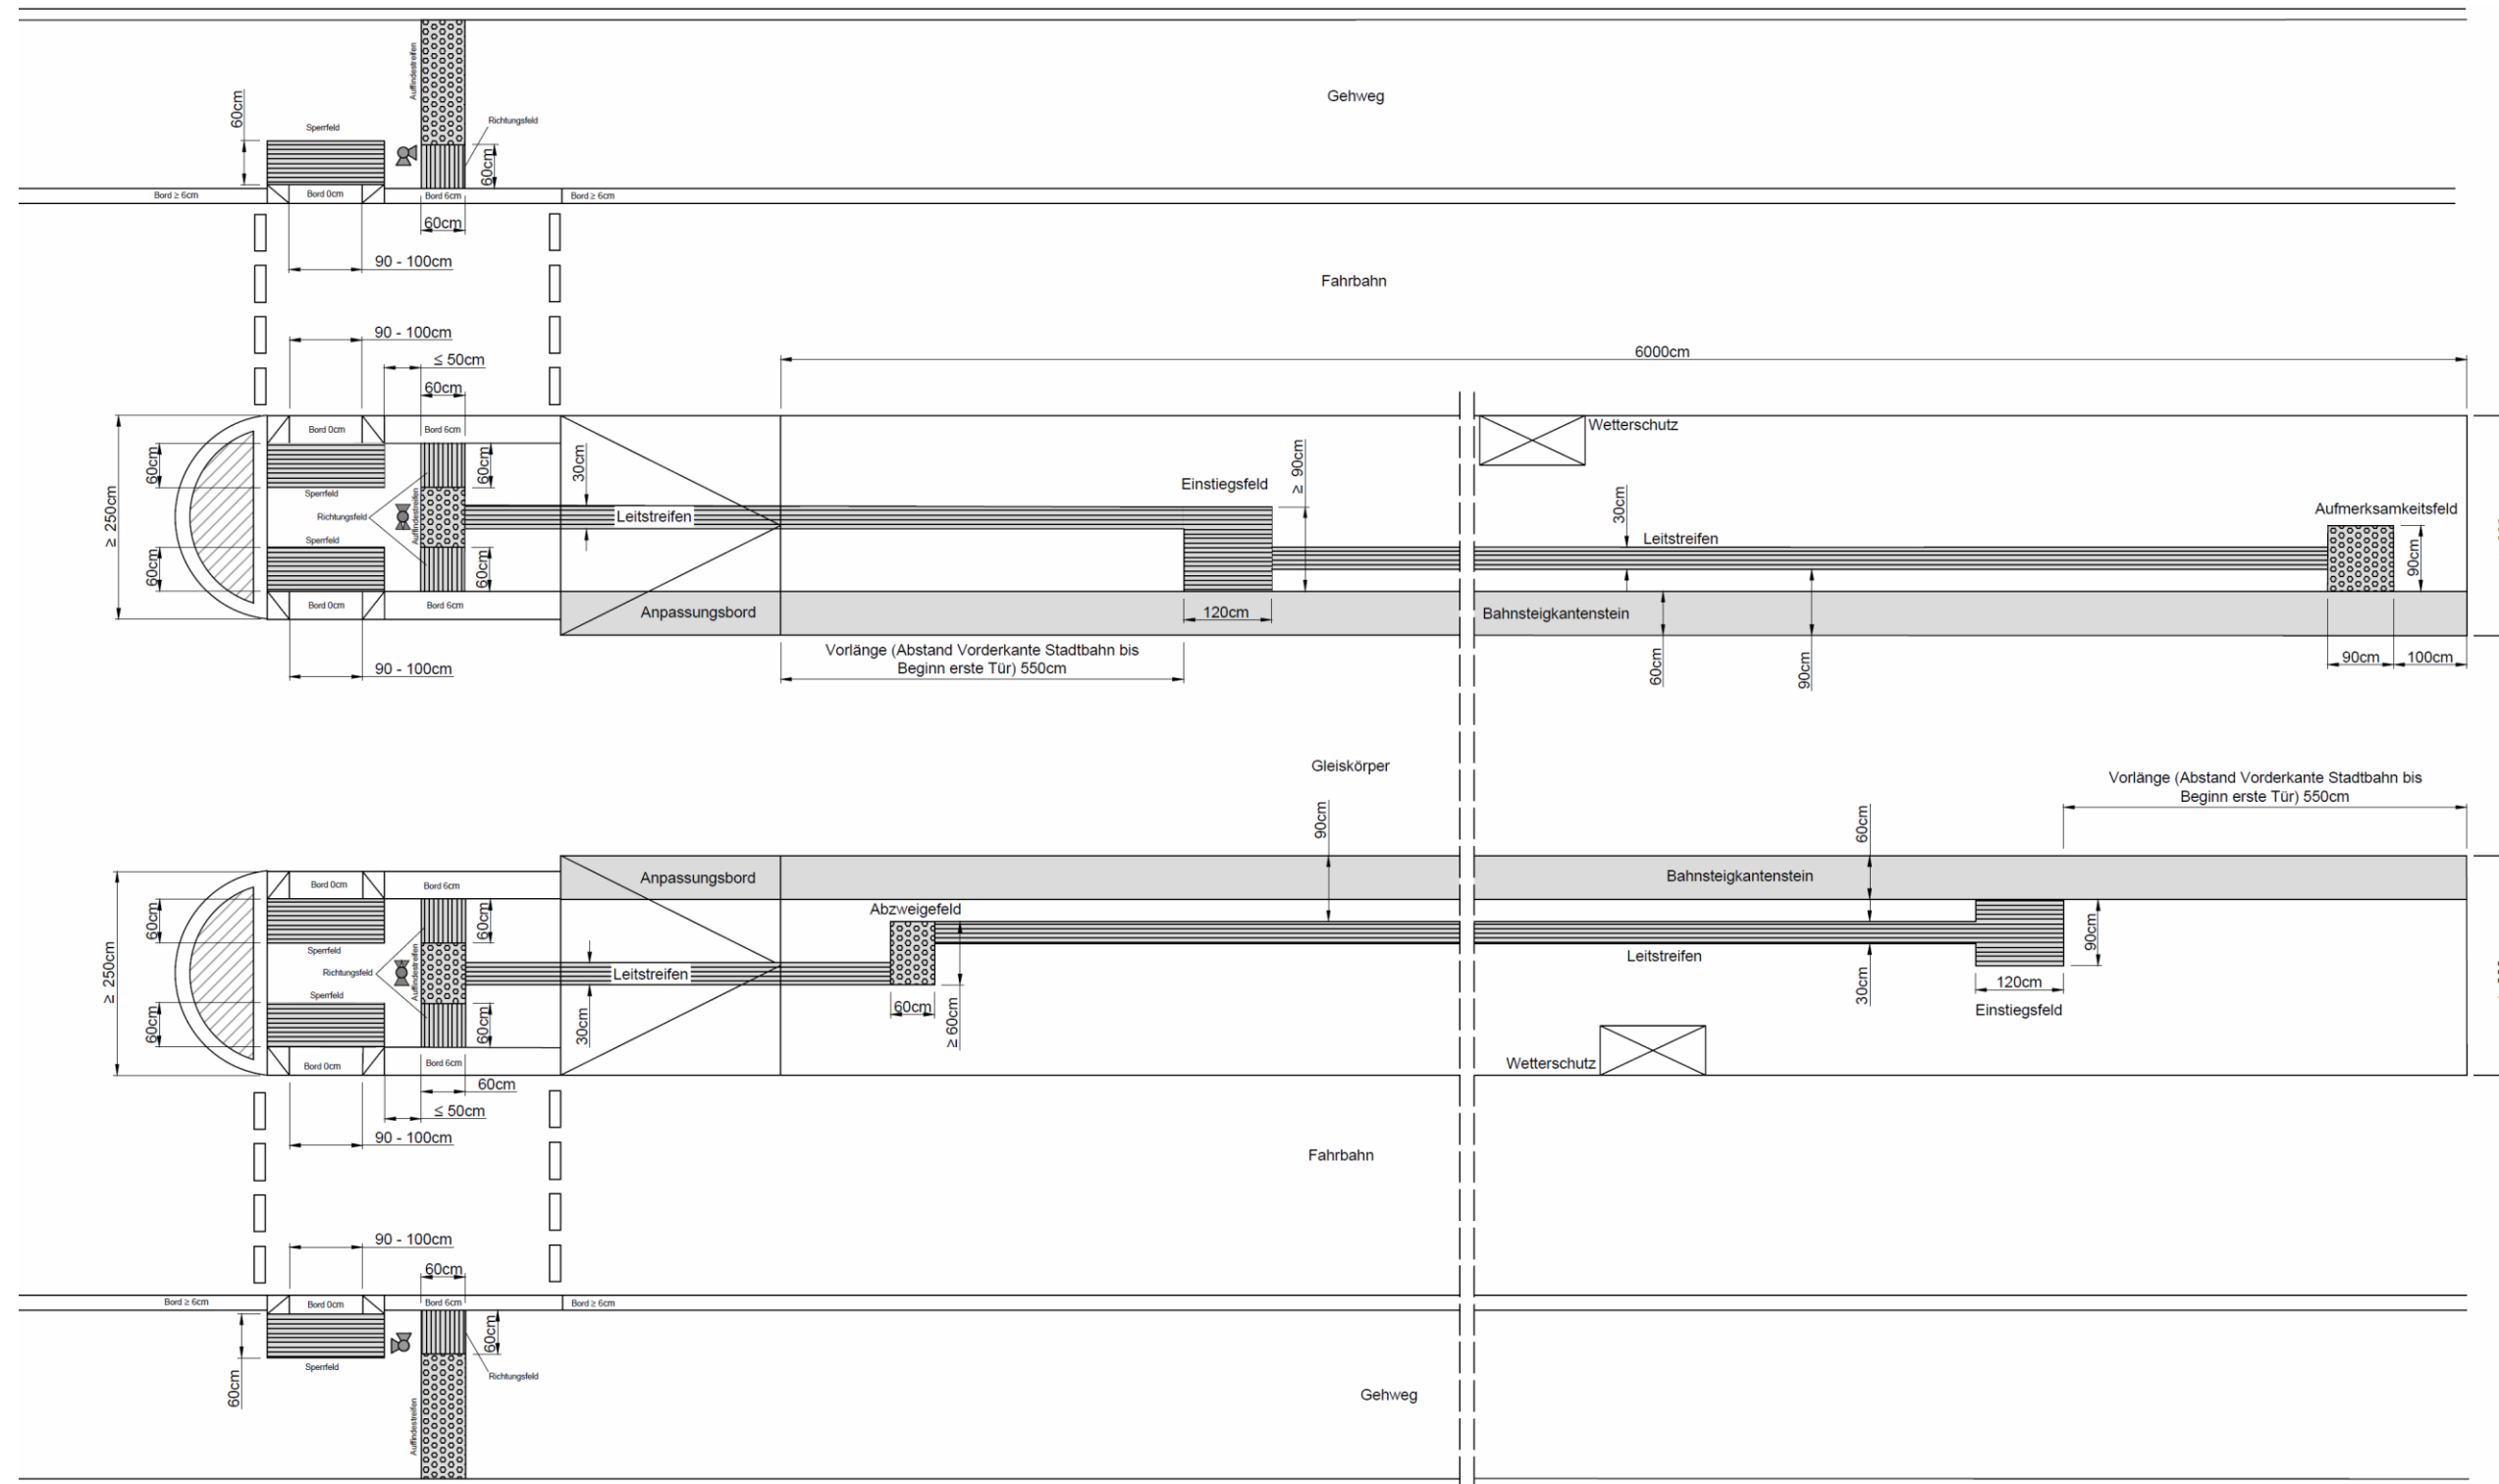 Auffindestreifen
Gehweg
60cm
Sperrfeld
Richtungsfeld
60cm
Bord ≥ 6cm
Bord 0cm
Bord 6cm
Bord ≥ 6cm
60cm
90 - 100cm
Fahrbahn
90 - 100cm
≤ 50cm
6000cm
60cm
Bord 0cm
Bord 6cm
Wetterschutz
60cm
60cm
30cm
≥ 90cm
Einstiegsfeld
Sperrfeld
≥ 250cm
Richtungsfeld
Auffindestreifen
Leitstreifen
30cm
Aufmerksamkeitsfeld
Sperrfeld
Leitstreifen
60cm
60cm
90cm
Bord 0cm
Bord 6cm
Anpassungsbord
120cm
Bahnsteigkantenstein
Vorlänge (Abstand Vorderkante Stadtbahn bis
Beginn erste Tür) 550cm
90 - 100cm
60cm
90cm
90cm
100cm
Gleiskörper
Vorlänge (Abstand Vorderkante Stadtbahn bis
Beginn erste Tür) 550cm
90cm
60cm
Bord 0cm
Bord 6cm
Anpassungsbord
Bahnsteigkantenstein
60cm
60cm
Abzweigefeld
90cm
Sperrfeld
≥ 250cm
Richtungsfeld
Auffindestreifen
Leitstreifen
Leitstreifen
Sperrfeld
60cm
60cm
30cm
60cm
≥ 60cm
30cm
120cm
Einstiegsfeld
Bord 0cm
Bord 6cm
Wetterschutz
60cm
≤ 50cm
90 - 100cm
Fahrbahn
90 - 100cm
60cm
Bord ≥ 6cm
Bord 0cm
Bord 6cm
Bord ≥ 6cm
60cm
60cm
Sperrfeld
Richtungsfeld
Auffindestreifen
Gehweg